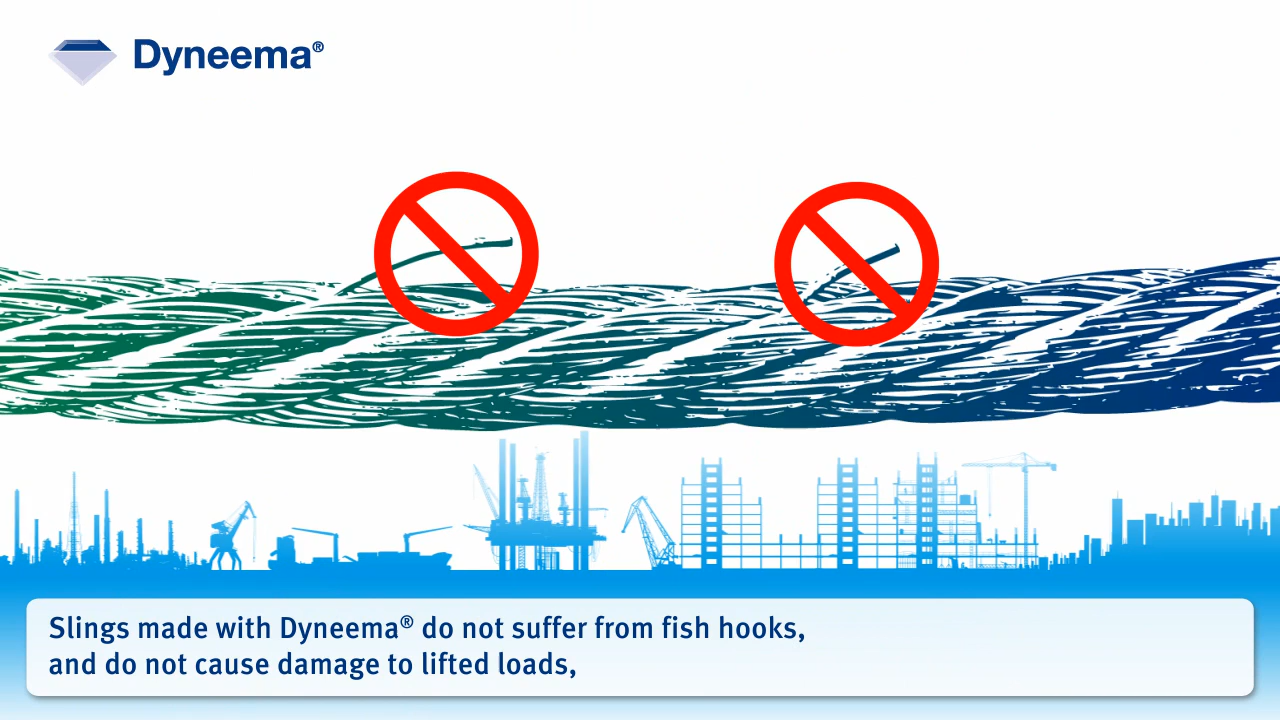 Dyneema®
Slings made with Dyneema® do not suffer from fish hooks,
and do not cause damage to lifted loads,